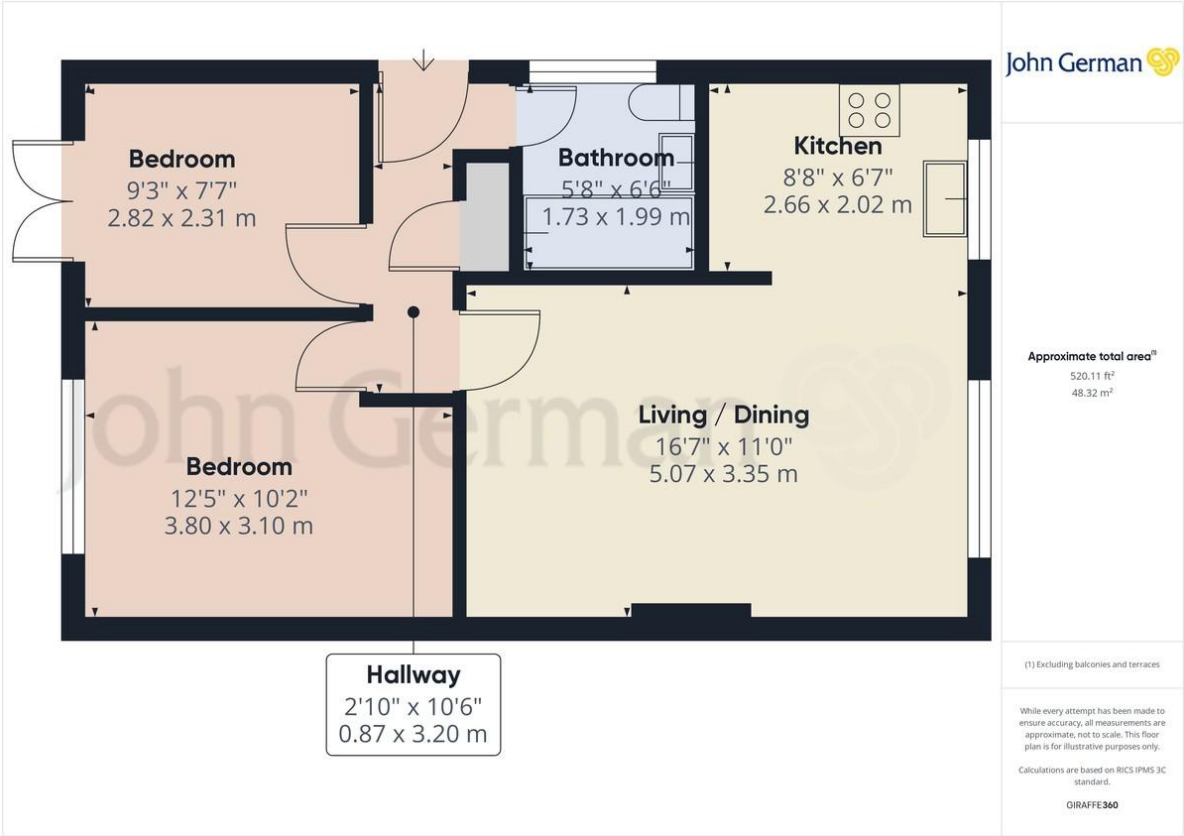 John German
Bedroom
9'3" x 7'7"
2.82 x 2.31 m
Bathroom
5'8" x 6'6"
1.73 x 1.99 m
Kitchen
8'8" x 6'7"
2.66 x 2.02 m
John German
Living / Dining
16'7" x 11'0"
5.07 x 3.35 m
Bedroom
12'5" x 10'2"
3.80 x 3.10 m
Hallway
2'10" x 10'6"
0.87 x 3.20 m
Approximate total area(1)
520.11 ft²
48.32 m²
(1) Excluding balconies and terraces
While every attempt has been made to
ensure accuracy, all measurements are
approximate, not to scale. This floor
plan is for illustrative purposes only.
Calculations are based on RICS IPMS 3C
standard.
GIRAFFE360